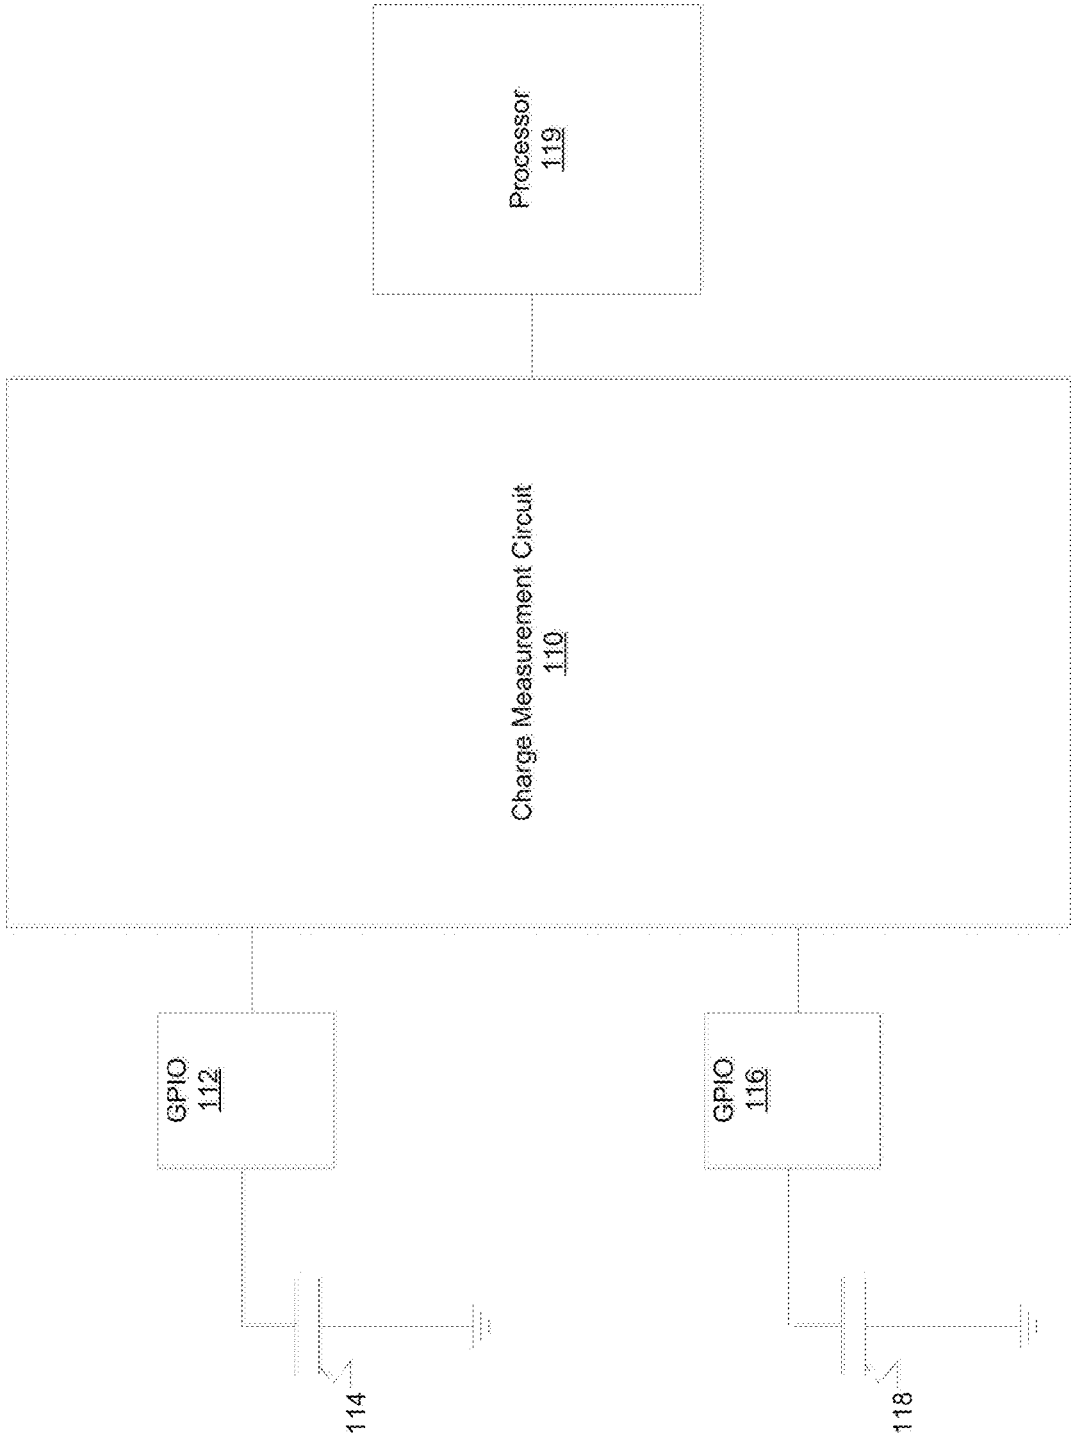 GPIO
112
114
GPIO
116
118
Charge Measurement Circuit
110
Processor
119